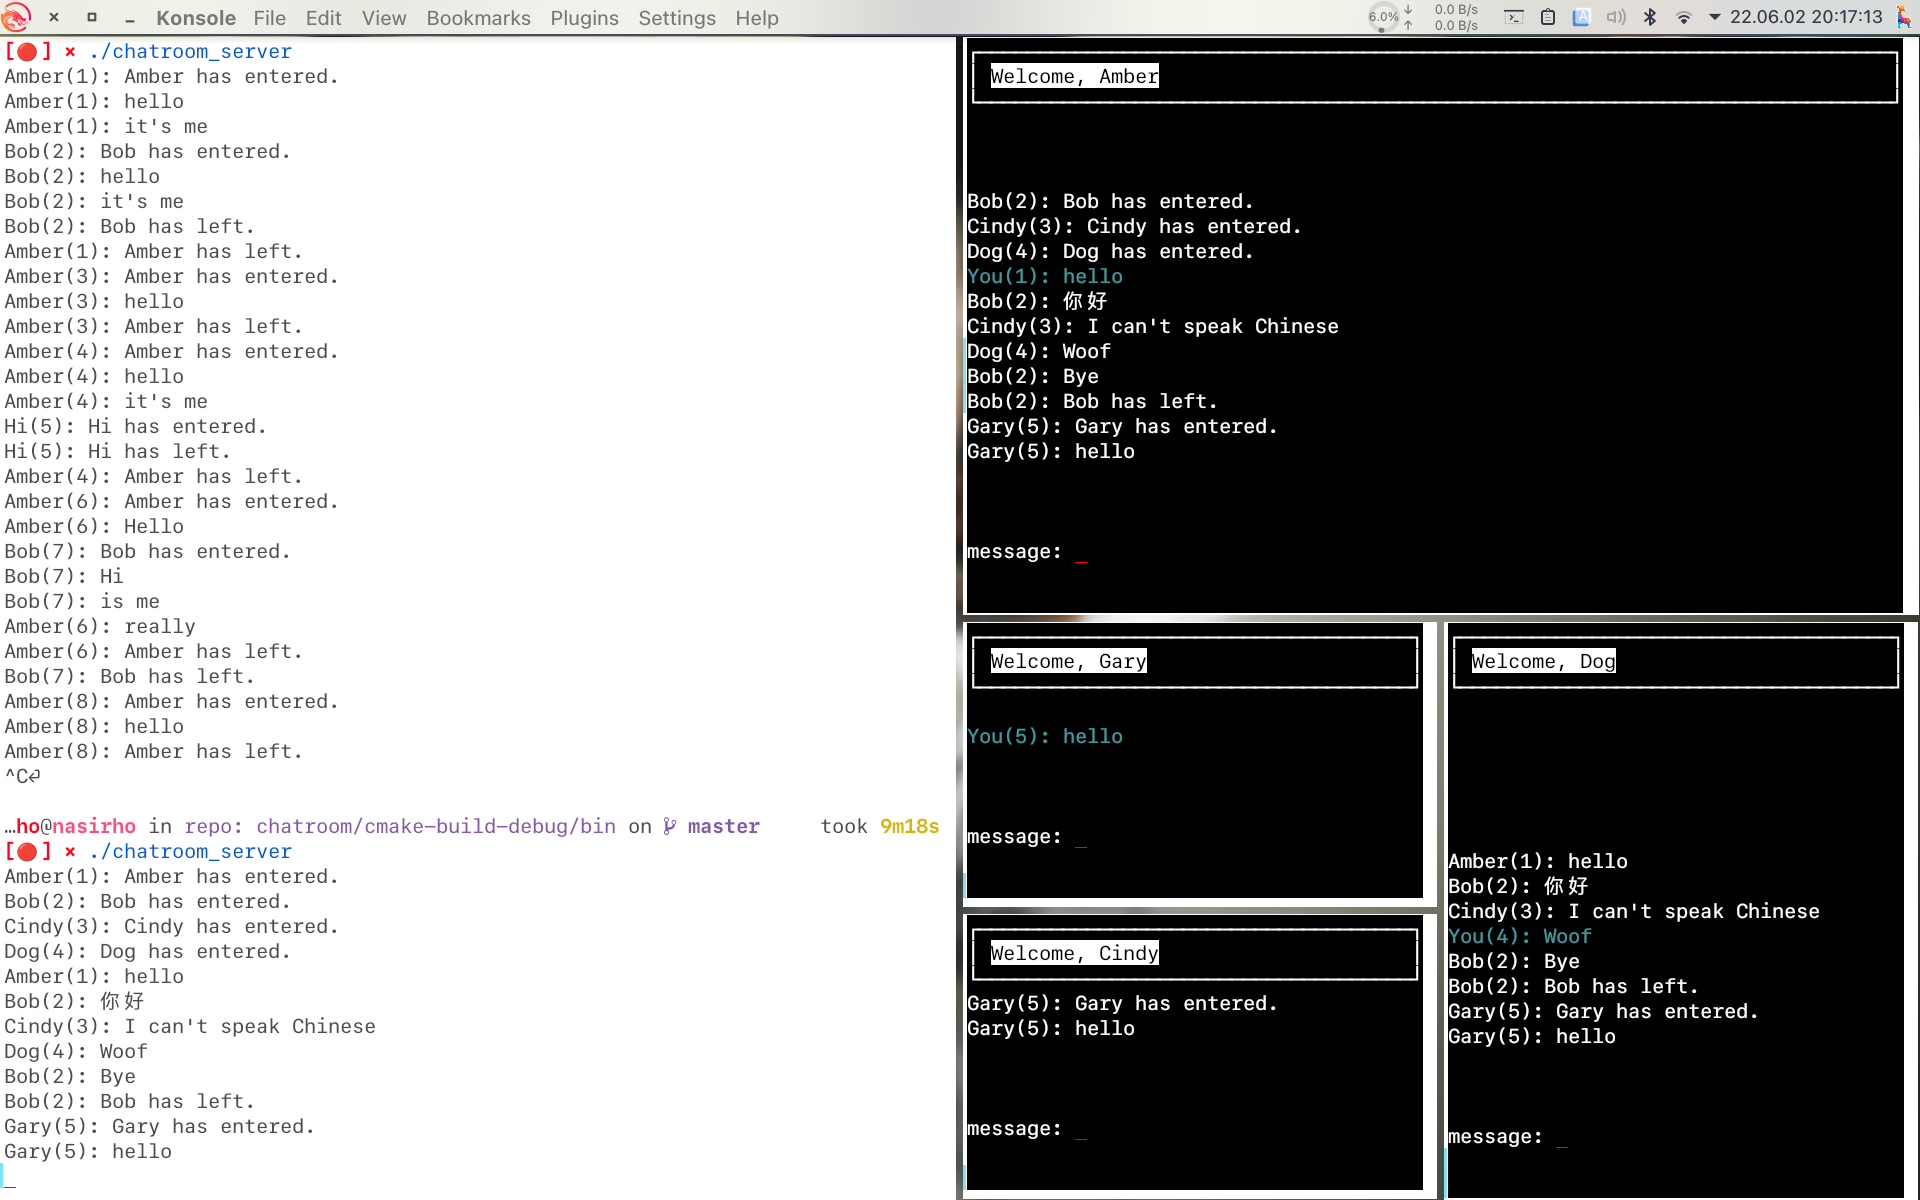 Konsole File Edit View Bookmarks Plugins Settings Help
6.0% 0.0 B/s 0.0 B/s A 22.06.02 20:17:13
[🔴] × ./chatroom_server
Amber(1): Amber has entered.
Amber(1): hello
Amber(1): it's me
Bob(2): Bob has entered.
Bob(2): hello
Bob(2): it's me
Bob(2): Bob has left.
Amber(1): Amber has left.
Amber(3): Amber has entered.
Amber(3): hello
Amber(3): Amber has left.
Amber(4): Amber has entered.
Amber(4): hello
Amber(4): it's me
Hi(5): Hi has entered.
Hi(5): Hi has left.
Amber(4): Amber has left.
Amber(6): Amber has entered.
Amber(6): Hello
Bob(7): Bob has entered.
Bob(7): Hi
Bob(7): is me
Amber(6): really
Amber(6): Amber has left.
Bob(7): Bob has left.
Amber(8): Amber has entered.
Amber(8): hello
Amber(8): Amber has left.
^C⏎
…ho@nasirho in repo: chatroom/cmake-build-debug/bin on master took 9m18s
[🔴] × ./chatroom_server
Amber(1): Amber has entered.
Bob(2): Bob has entered.
Cindy(3): Cindy has entered.
Dog(4): Dog has entered.
Amber(1): hello
Bob(2): 你好
Cindy(3): I can't speak Chinese
Dog(4): Woof
Bob(2): Bye
Bob(2): Bob has left.
Gary(5): Gary has entered.
Gary(5): hello
Welcome, Amber
Bob(2): Bob has entered.
Cindy(3): Cindy has entered.
Dog(4): Dog has entered.
You(1): hello
Bob(2): 你好
Cindy(3): I can't speak Chinese
Dog(4): Woof
Bob(2): Bye
Bob(2): Bob has left.
Gary(5): Gary has entered.
Gary(5): hello
message: _
Welcome, Gary
You(5): hello
message: _
Welcome, Cindy
Gary(5): Gary has entered.
Gary(5): hello
message: _
Welcome, Dog
Amber(1): hello
Bob(2): 你好
Cindy(3): I can't speak Chinese
You(4): Woof
Bob(2): Bye
Bob(2): Bob has left.
Gary(5): Gary has entered.
Gary(5): hello
message: _